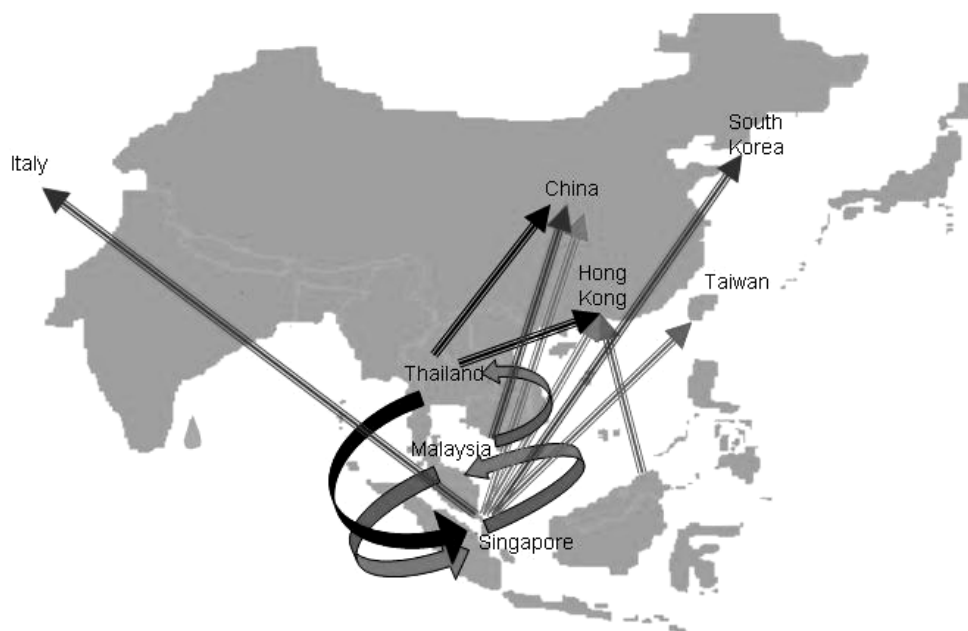 South
Korea
Italy
China
Hong
Kong
Taiwan
Thailand
Malaysia
Singapore